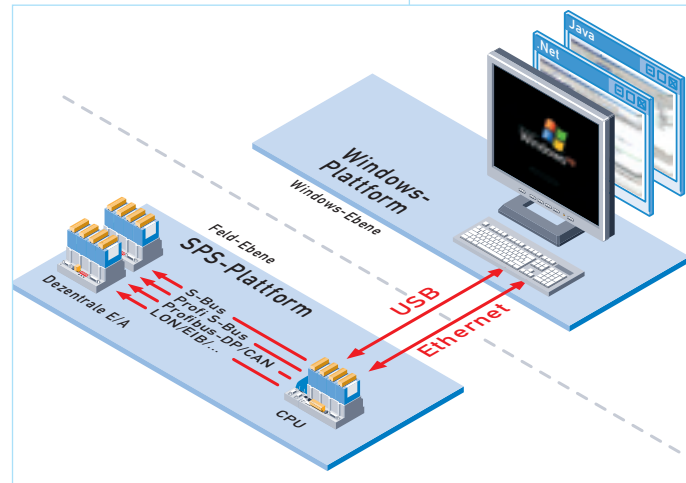 Java
.Net
Windows
Windows-
Plattform
Windows-Ebene
Feld-Ebene
SPS-Plattform
Dezentrale E/A
S-Bus
Profi S-Bus
Profibus-DP/CAN
LON/EIB/...
CPU
USB
Ethernet